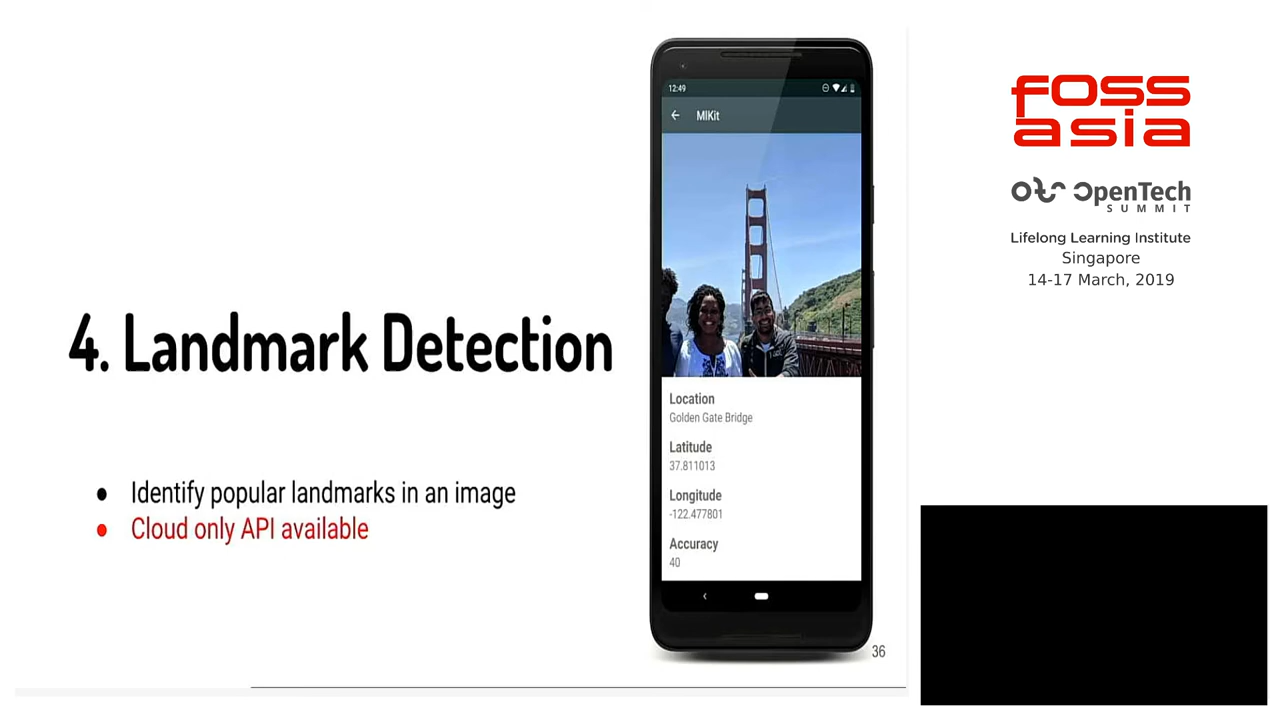 4. Landmark Detection
• Identify popular landmarks in an image
• Cloud only API available
12:49
MlKit
Location
Golden Gate Bridge
Latitude
37.811013
Longitude
-122.477801
Accuracy
40
36
foss
asia
OpenTech
SUMMIT
Lifelong Learning Institute
Singapore
14-17 March, 2019